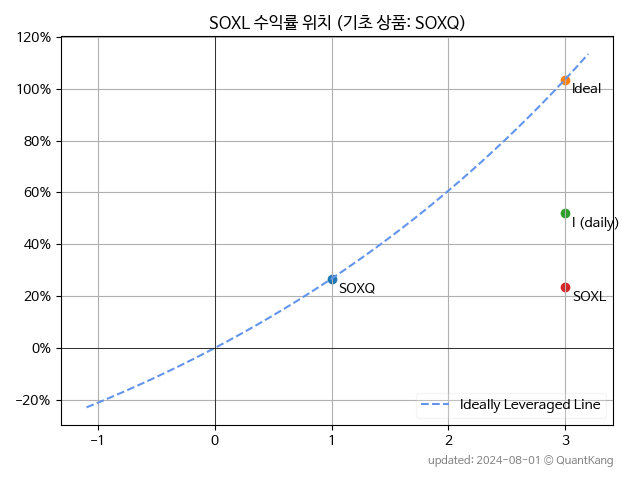 SOXL 수익률 위치 (기초 상품: SOXQ)
120%
100%
80%
60%
40%
20%
0%
−20%
Ideal
I (daily)
SOXQ
SOXL
Ideally Leveraged Line
−1
0
1
2
3
updated: 2024-08-01 © QuantKang